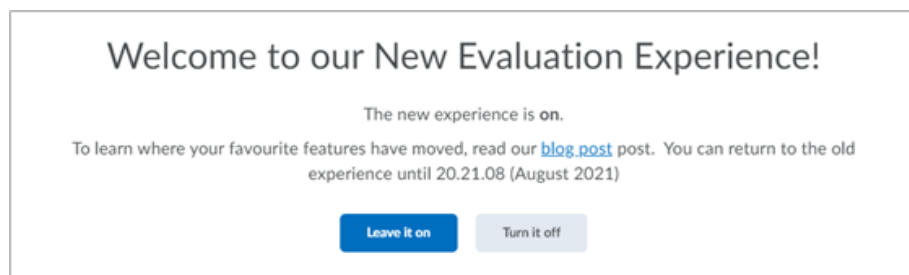 Welcome to our New Evaluation Experience!
The new experience is on.
To learn where your favourite features have moved, read our blog post post. You can return to the old
experience until 20.21.08 (August 2021)
Leave it on
Turn it off